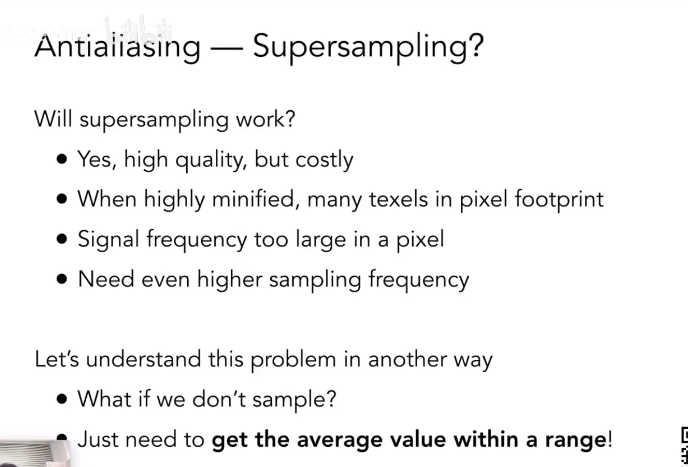 Antialiasing — Supersampling?
Will supersampling work?
● Yes, high quality, but costly
● When highly minified, many texels in pixel footprint
● Signal frequency too large in a pixel
● Need even higher sampling frequency
Let’s understand this problem in another way
● What if we don’t sample?
● Just need to get the average value within a range!